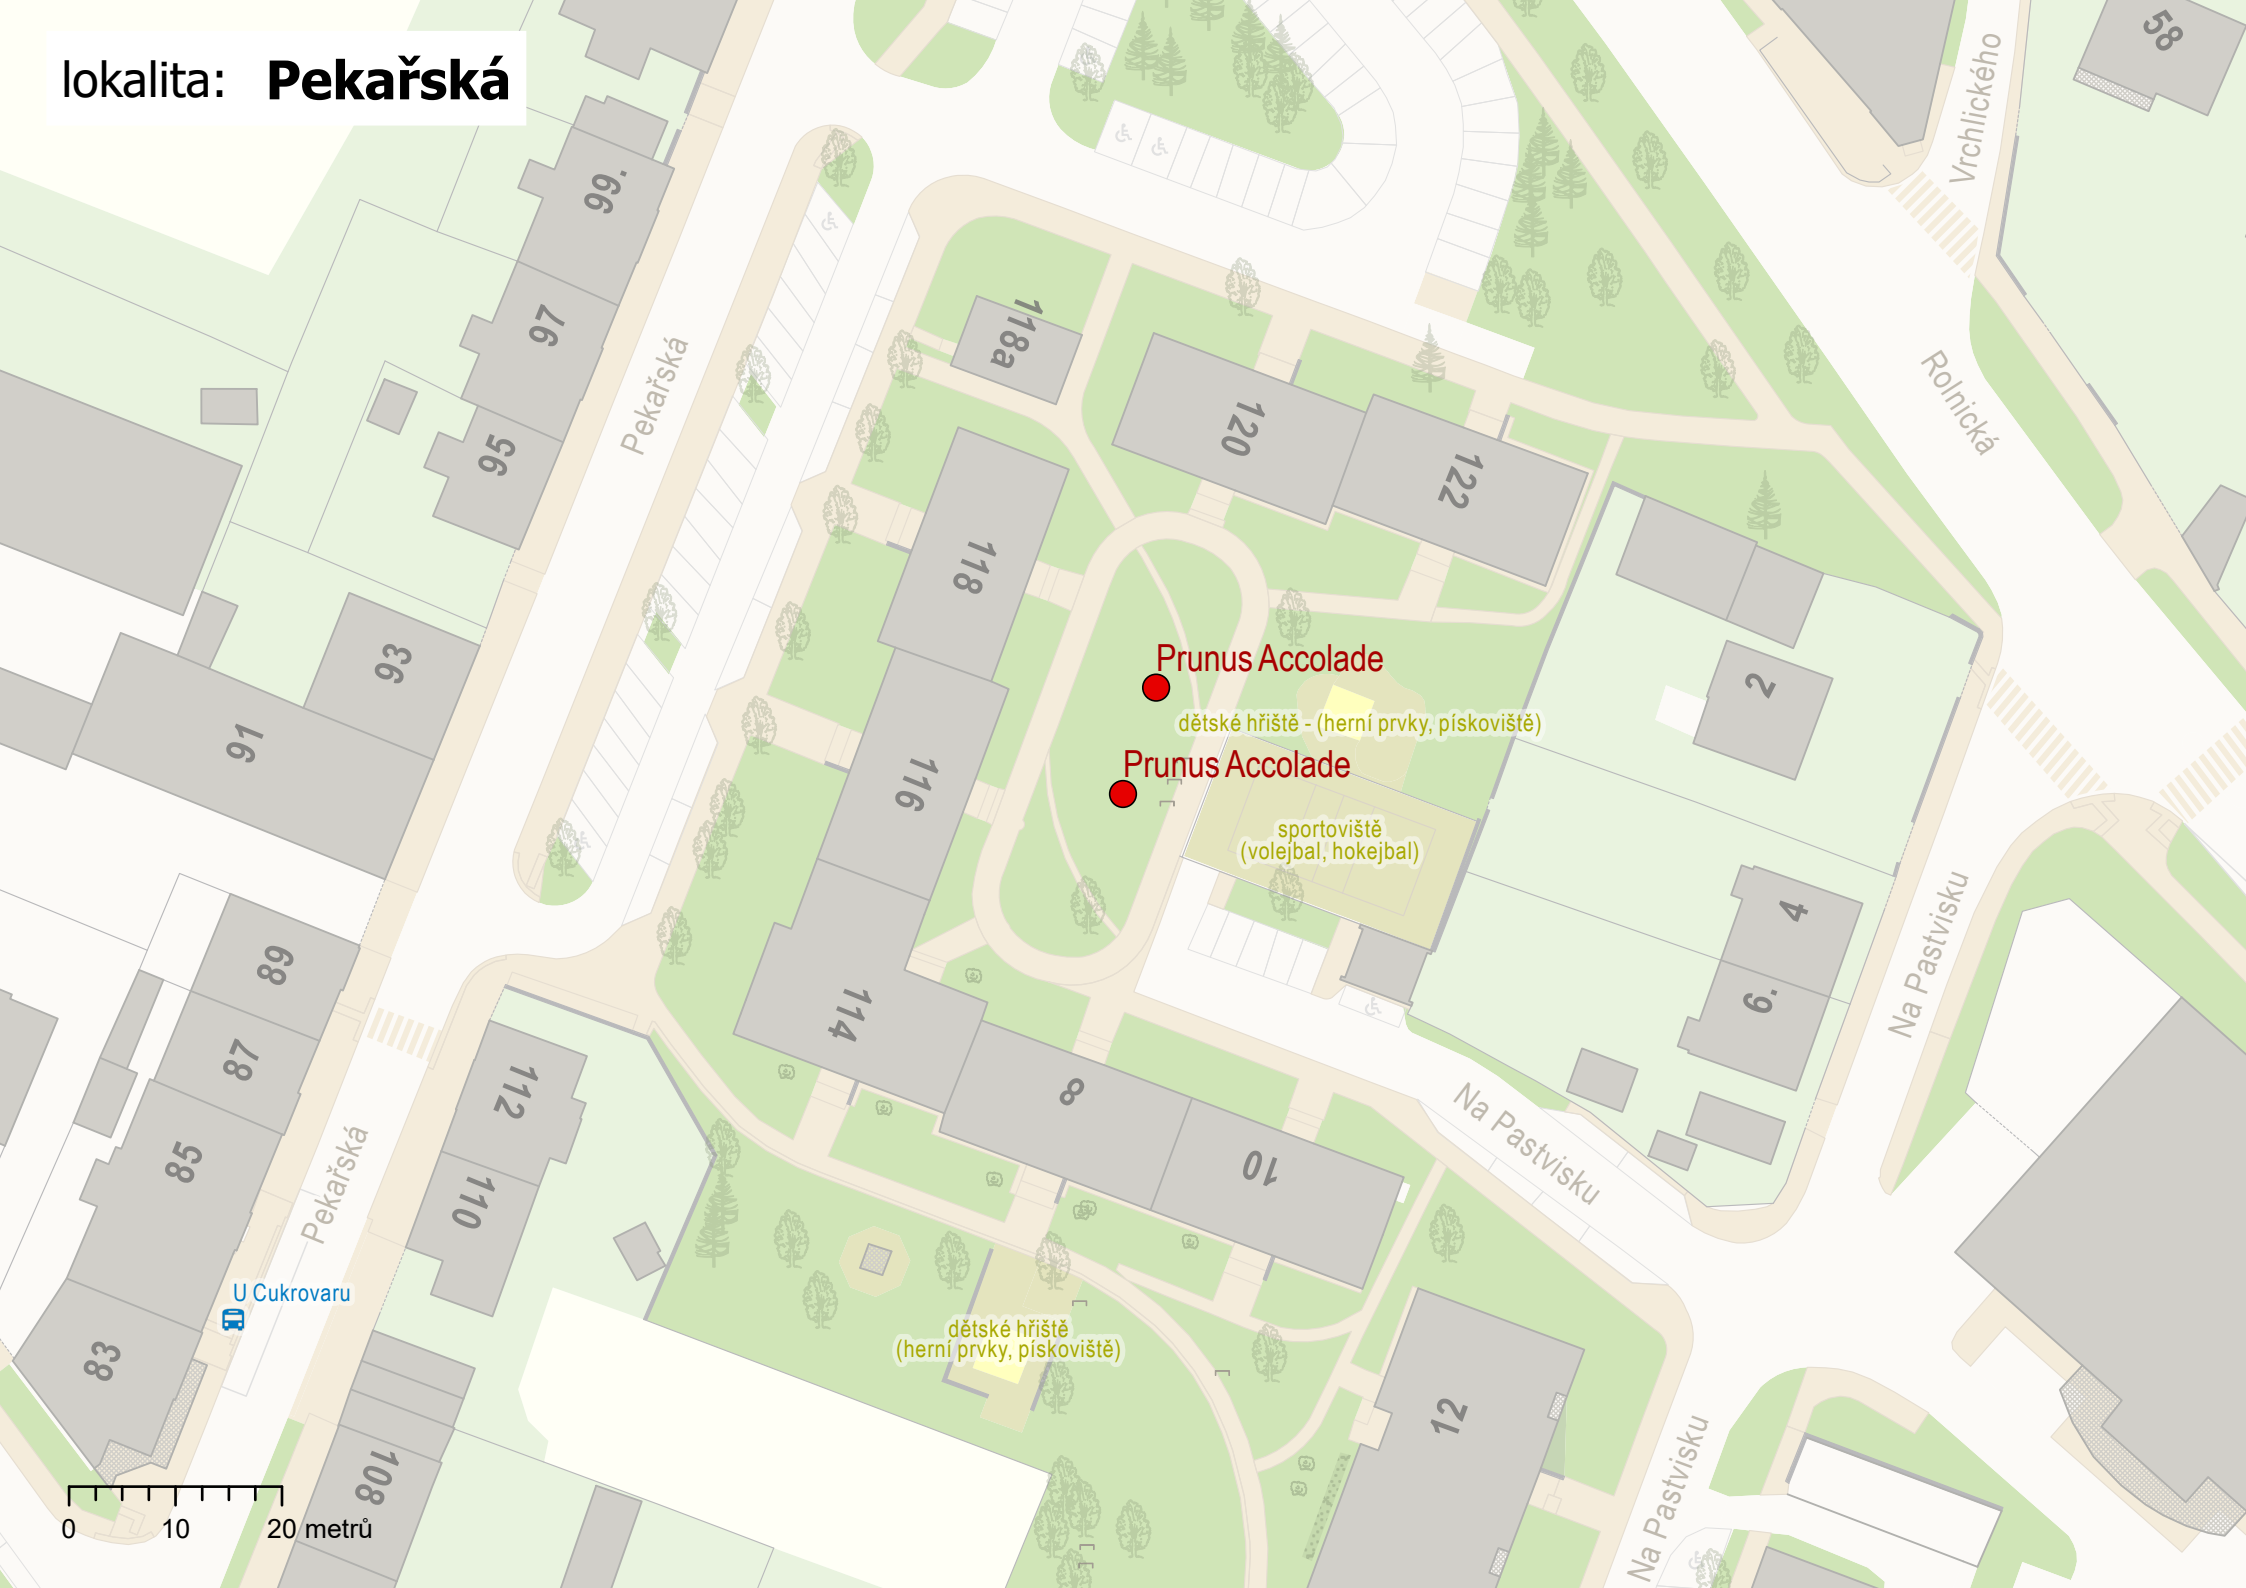 lokalita: Pekařská
58
Vrchlického
99.
97
118a
Pekařská
120
Rolnická
95
122
118
93
Prunus Accolade
2
dětské hřiště - (herní prvky, pískoviště)
91
116
Prunus Accolade
sportoviště
(volejbal, hokejbal)
4
Na Pastvisku
89
6.
114
87
112
8
Na Pastvisku
85
10
Pekařská
110
U Cukrovaru
dětské hřiště
(herní prvky, pískoviště)
83
12
Na Pastvisku
108
0 10 20 metrů